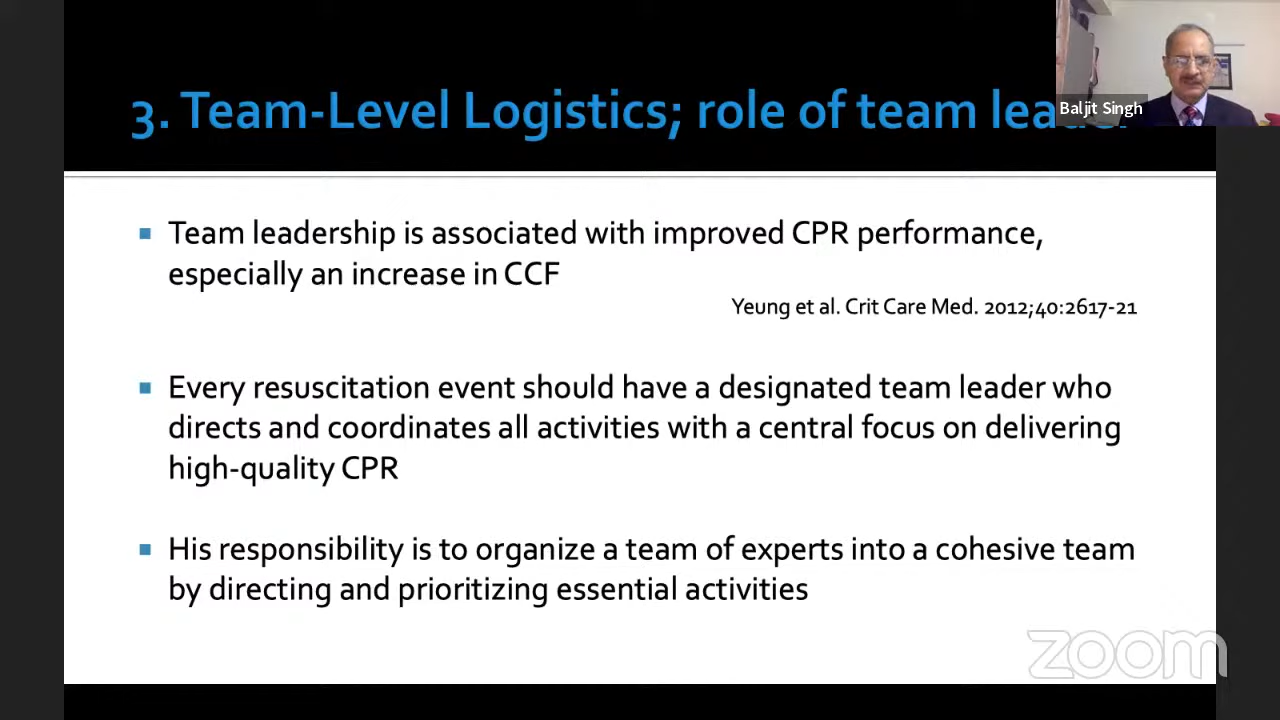 3. Team-Level Logistics; role of team leader
Baljit Singh
Team leadership is associated with improved CPR performance,
especially an increase in CCF
Yeung et al. Crit Care Med. 2012;40:2617-21
Every resuscitation event should have a designated team leader who
directs and coordinates all activities with a central focus on delivering
high-quality CPR
His responsibility is to organize a team of experts into a cohesive team
by directing and prioritizing essential activities
zoom